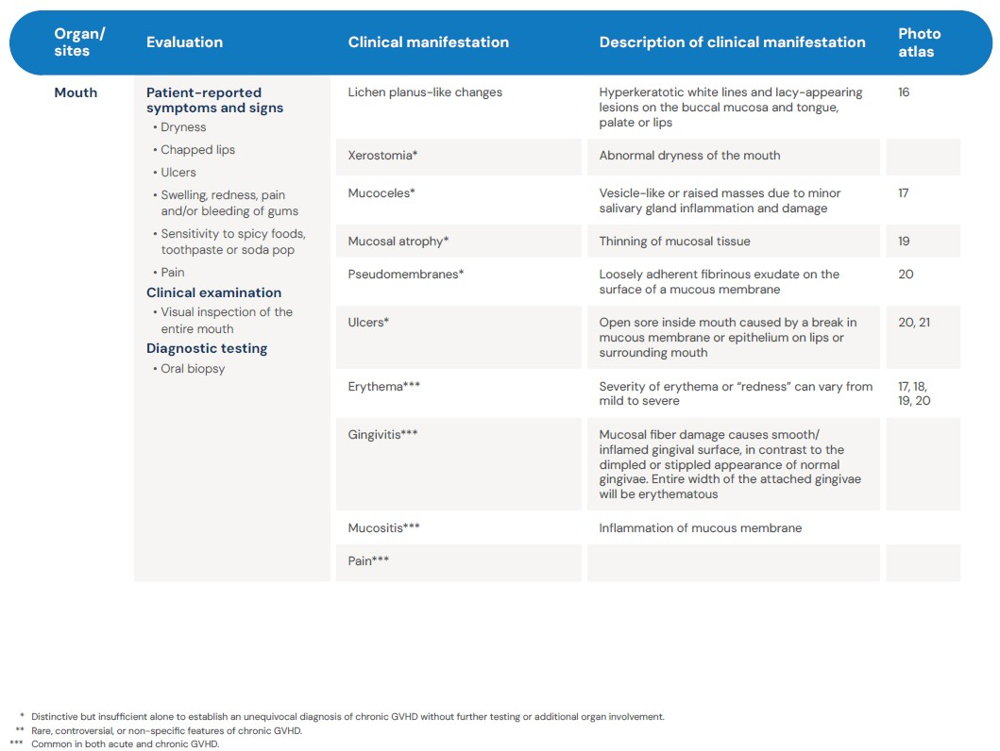 Organ/
sites
Evaluation
Clinical manifestation
Description of clinical manifestation
Photo
atlas
Mouth
Patient-reported
symptoms and signs
• Dryness
• Chapped lips
• Ulcers
• Swelling, redness, pain
and/or bleeding of gums
• Sensitivity to spicy foods,
toothpaste or soda pop
• Pain
Clinical examination
• Visual inspection of the
entire mouth
Diagnostic testing
• Oral biopsy
Lichen planus-like changes
Hyperkeratotic white lines and lacy-appearing
lesions on the buccal mucosa and tongue,
palate or lips
16
Xerostomia*
Abnormal dryness of the mouth
Mucoceles*
Vesicle-like or raised masses due to minor
salivary gland inflammation and damage
17
Mucosal atrophy*
Thinning of mucosal tissue
19
Pseudomembranes*
Loosely adherent fibrinous exudate on the
surface of a mucous membrane
20
Ulcers*
Open sore inside mouth caused by a break in
mucous membrane or epithelium on lips or
surrounding mouth
20, 21
Erythema***
Severity of erythema or “redness” can vary from
mild to severe
17, 18,
19, 20
Gingivitis***
Mucosal fiber damage causes smooth/
inflamed gingival surface, in contrast to the
dimpled or stippled appearance of normal
gingivae. Entire width of the attached gingivae
will be erythematous
Mucositis***
Inflammation of mucous membrane
Pain***
* Distinctive but insufficient alone to establish an unequivocal diagnosis of chronic GVHD without further testing or additional organ involvement.
** Rare, controversial, or non-specific features of chronic GVHD.
*** Common in both acute and chronic GVHD.